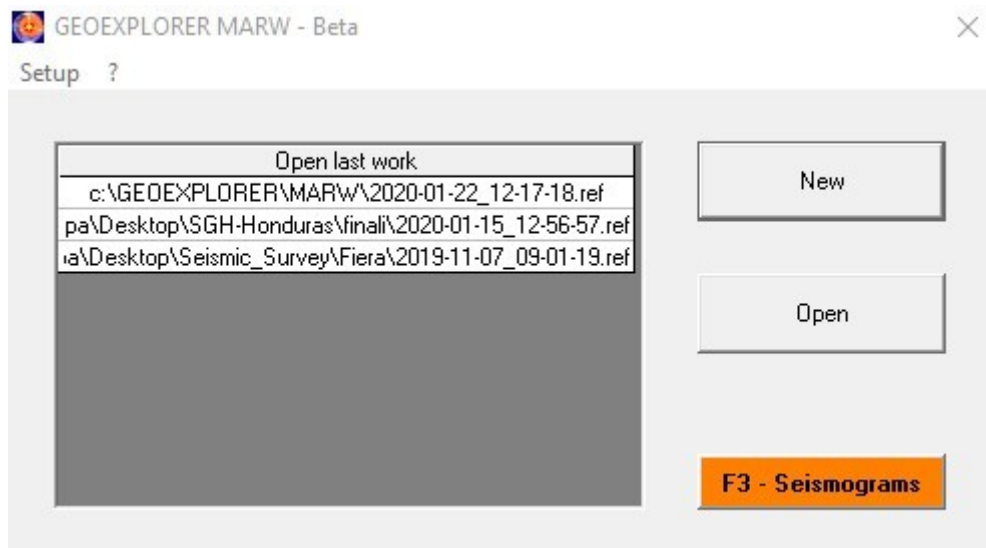 GEOEXPLORER MARW - Beta
Setup ?
Open last work
c:\GEOEXPLORER\MARW\2020-01-22_12-17-18.ref
pa\Desktop\SGH-Honduras\finali\2020-01-15_12-56-57.ref
a\Desktop\Seismic_Survey\Fiera\2019-11-07_09-01-19.ref
New
Open
F3 - Seismograms